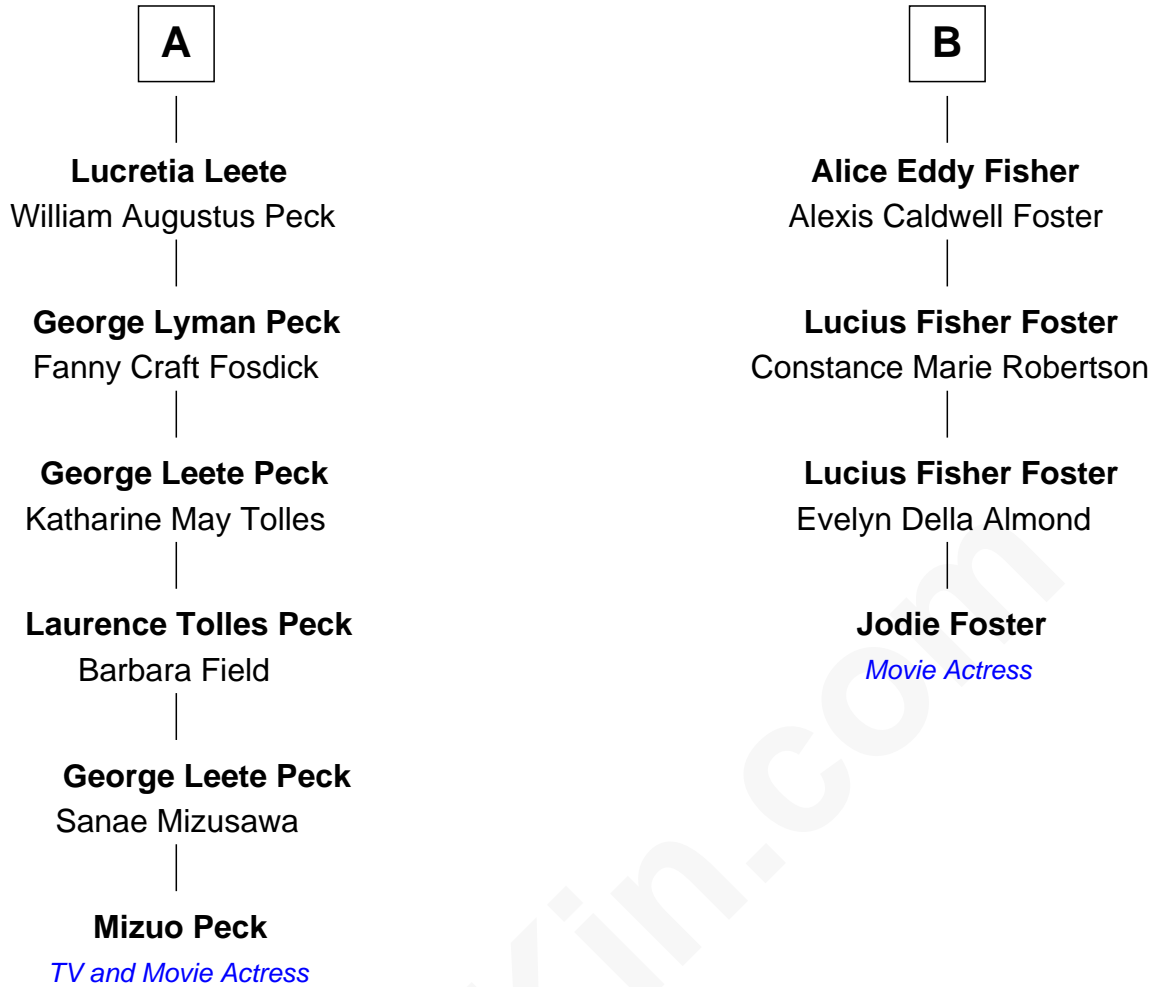 A
Lucretia Leete
William Augustus Peck
George Lyman Peck
Fanny Craft Fosdick
George Leete Peck
Katharine May Tolles
Laurence Tolles Peck
Barbara Field
George Leete Peck
Sanae Mizusawa
Mizuo Peck
TV and Movie Actress
B
Alice Eddy Fisher
Alexis Caldwell Foster
Lucius Fisher Foster
Constance Marie Robertson
Lucius Fisher Foster
Evelyn Della Almond
Jodie Foster
Movie Actress
Kin.com